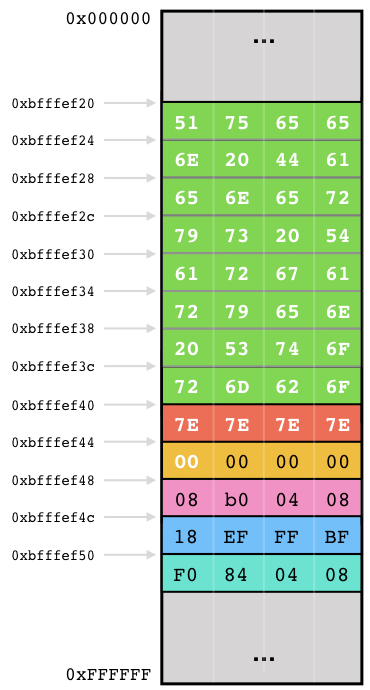 0x000000
...
0xbfffef20
51 75 65 65
0xbfffef24
6E 20 44 61
0xbfffef28
65 6E 65 72
0xbfffef2c
79 73 20 54
0xbfffef30
61 72 67 61
0xbfffef34
72 79 65 6E
0xbfffef38
20 53 74 6F
0xbfffef3c
72 6D 62 6F
0xbfffef40
7E 7E 7E 7E
0xbfffef44
00 00 00 00
0xbfffef48
08 b0 04 08
0xbfffef4c
18 EF FF BF
0xbfffef50
F0 84 04 08
...
0xFFFFFF